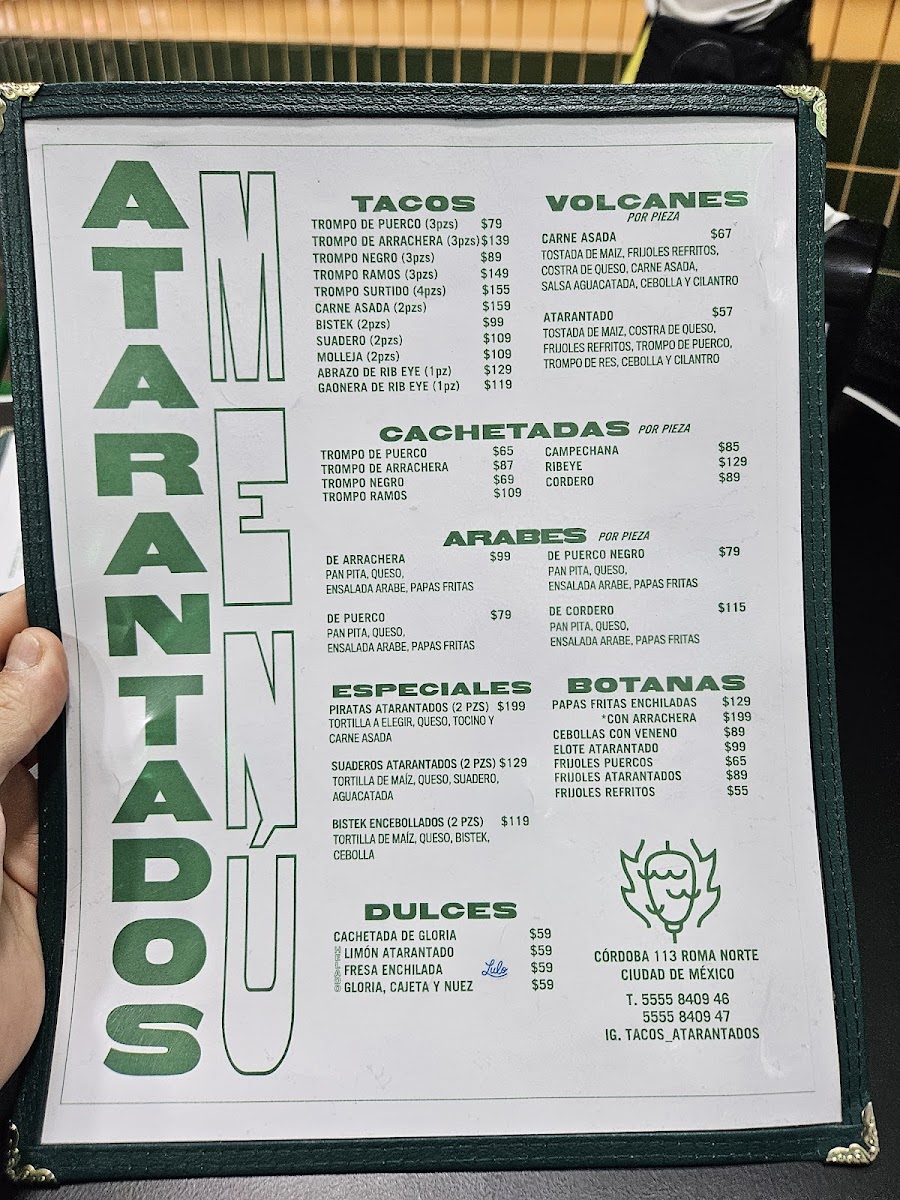 ATARANTADOS
MENÚ
TACOS
TROMPO DE PUERCO (3pzs) $79
TROMPO DE ARRACHERA (3pzs) $139
TROMPO NEGRO (3pzs) $89
TROMPO RAMOS (3pzs) $149
TROMPO SURTIDO (4pzs) $155
CARNE ASADA (2pzs) $159
BISTEK (2pzs) $99
SUADERO (2pzs) $109
MOLLEJA (2pzs) $109
ABRAZO DE RIB EYE (1pz) $129
GAONERA DE RIB EYE (1pz) $119
VOLCANES
POR PIEZA
CARNE ASADA $67
TOSTADA DE MAIZ, FRIJOLES REFRITOS,
COSTRA DE QUESO, CARNE ASADA,
SALSA AGUACATADA, CEBOLLA Y CILANTRO
ATARANTADO $57
TOSTADA DE MAIZ, COSTRA DE QUESO,
FRIJOLES REFRITOS, TROMPO DE PUERCO,
TROMPO DE RES, CEBOLLA Y CILANTRO
CACHETADAS POR PIEZA
TROMPO DE PUERCO $65
TROMPO DE ARRACHERA $87
TROMPO NEGRO $69
TROMPO RAMOS $109
CAMPECHANA $85
RIBEYE $129
CORDERO $89
ARABES POR PIEZA
DE ARRACHERA $99
PAN PITA, QUESO,
ENSALADA ARABE, PAPAS FRITAS
DE PUERCO $79
PAN PITA, QUESO,
ENSALADA ARABE, PAPAS FRITAS
DE PUERCO NEGRO $79
PAN PITA, QUESO,
ENSALADA ARABE, PAPAS FRITAS
DE CORDERO $115
PAN PITA, QUESO,
ENSALADA ARABE, PAPAS FRITAS
ESPECIALES
PIRATAS ATARANTADOS (2 PZS) $199
TORTILLA A ELEGIR, QUESO, TOCINO Y
CARNE ASADA
SUADEROS ATARANTADOS (2 PZS) $129
TORTILLA DE MAÍZ, QUESO, SUADERO,
AGUACATADA
BISTEK ENCEBOLLADOS (2 PZS) $119
TORTILLA DE MAÍZ, QUESO, BISTEK,
CEBOLLA
BOTANAS
PAPAS FRITAS ENCHILADAS $129
*CON ARRACHERA $199
CEBOLLAS CON VENENO $89
ELOTE ATARANTADO $99
FRIJOLES PUERCOS $65
FRIJOLES ATARANTADOS $89
FRIJOLES REFRITOS $55
DULCES
CACHETADA DE GLORIA $59
LIMÓN ATARANTADO $59
FRESA ENCHILADA Lulo $59
GLORIA, CAJETA Y NUEZ $59
CÓRDOBA 113 ROMA NORTE
CIUDAD DE MÉXICO
T. 5555 8409 46
5555 8409 47
IG. TACOS_ATARANTADOS